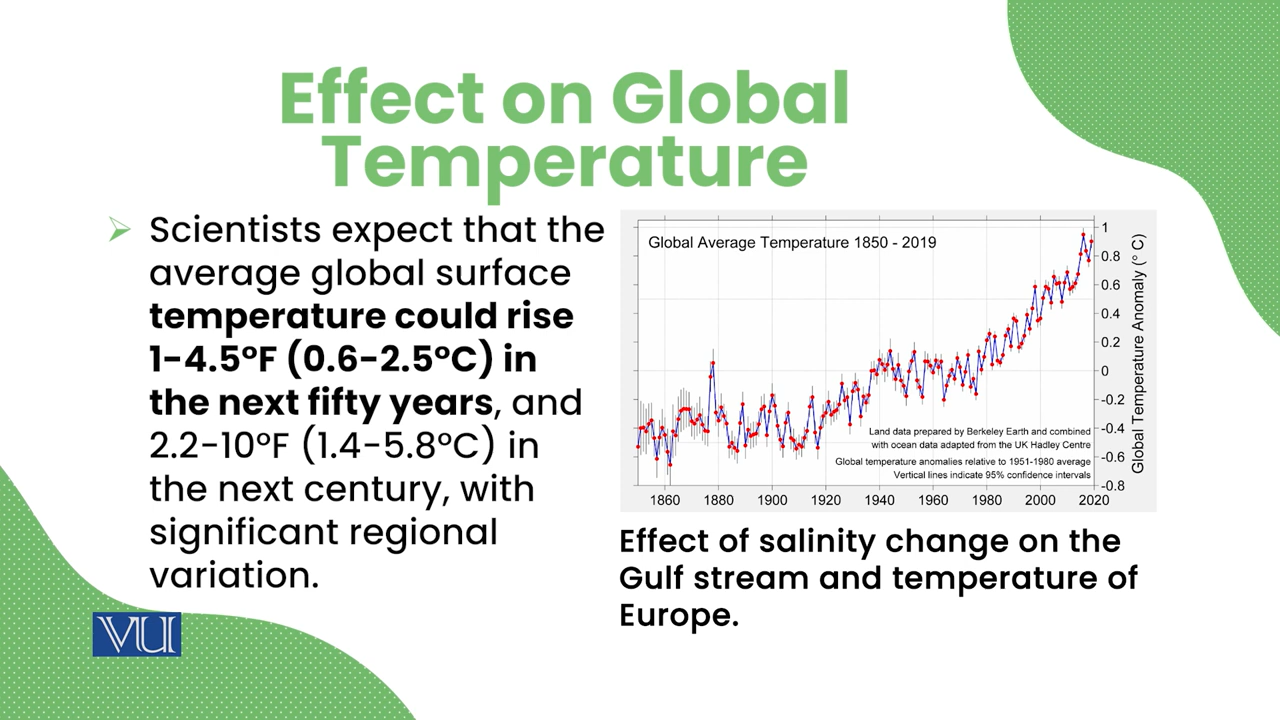 Effect on Global
Temperature
Scientists expect that the
average global surface
temperature could rise
1-4.5°F (0.6-2.5°C) in
the next fifty years, and
2.2-10°F (1.4-5.8°C) in
the next century, with
significant regional
variation.
Global Average Temperature 1850 - 2019
1
0.8
0.6
0.4
0.2
0
-0.2
-0.4
-0.6
-0.8
Global Temperature Anomaly (° C)
Land data prepared by Berkeley Earth and combined
with ocean data adapted from the UK Hadley Centre
Global temperature anomalies relative to 1951-1980 average
Vertical lines indicate 95% confidence intervals
1860 1880 1900 1920 1940 1960 1980 2000 2020
Effect of salinity change on the
Gulf stream and temperature of
Europe.
VU